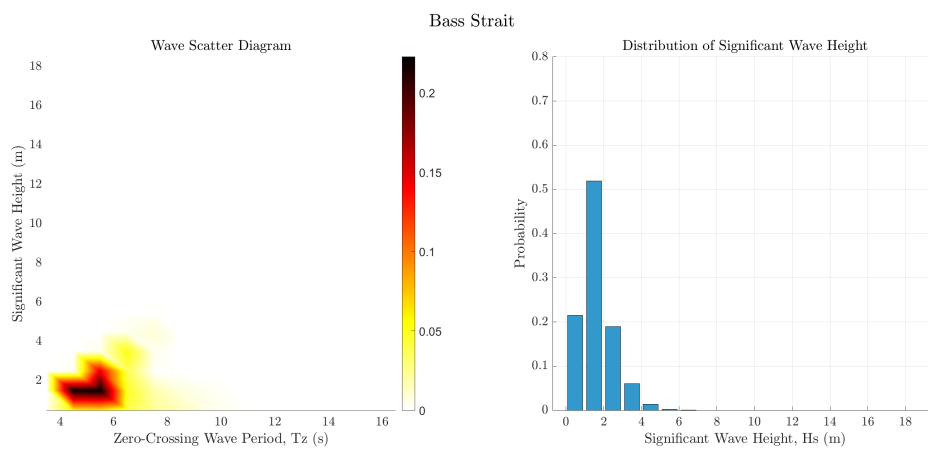 Bass Strait
Wave Scatter Diagram
Significant Wave Height (m)
18
16
14
12
10
8
6
4
2
4 6 8 10 12 14 16
Zero-Crossing Wave Period, Tz (s)
0.2
0.15
0.1
0.05
0
Distribution of Significant Wave Height
Probability
0.8
0.7
0.6
0.5
0.4
0.3
0.2
0.1
0
0 2 4 6 8 10 12 14 16 18
Significant Wave Height, Hs (m)